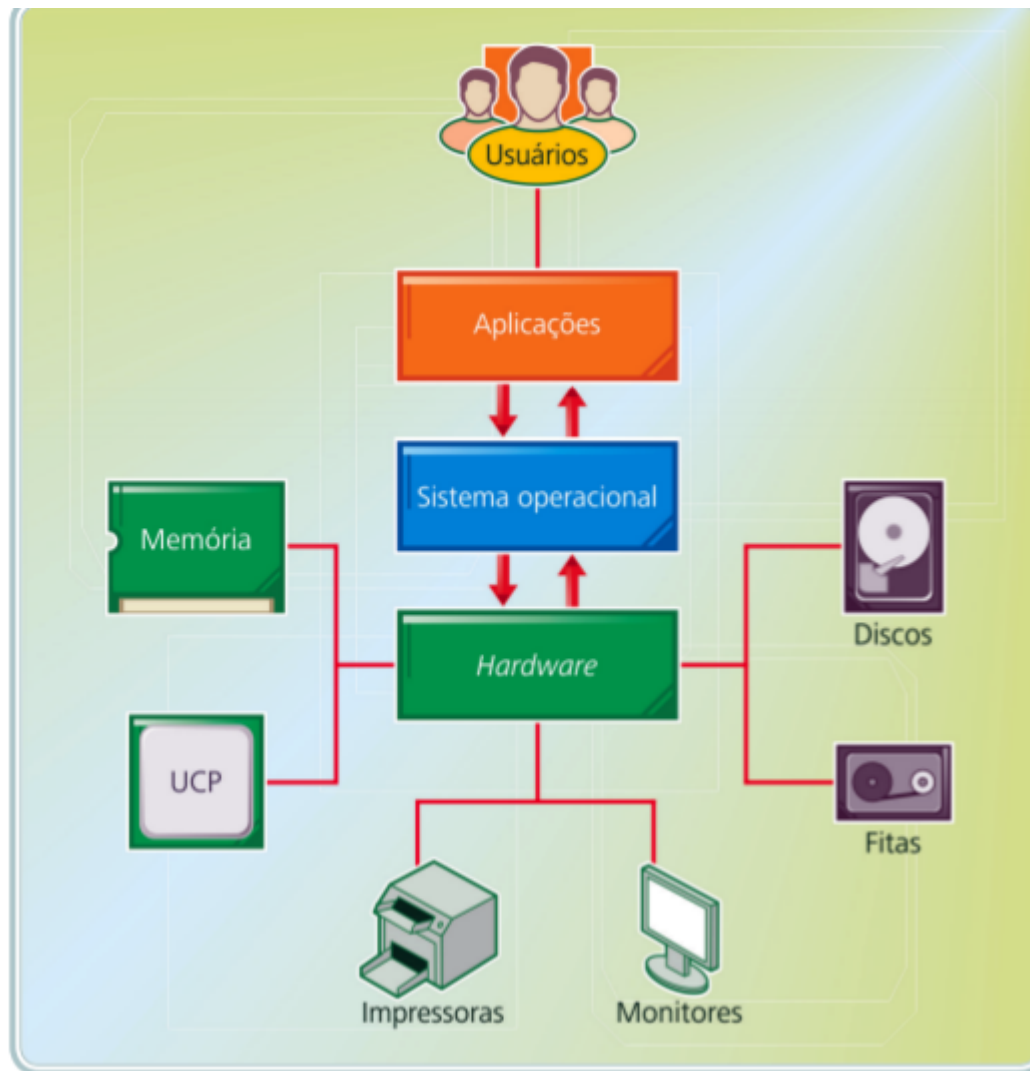 Usuários
Aplicações
Sistema operacional
Memória
Hardware
Discos
UCP
Fitas
Impressoras
Monitores